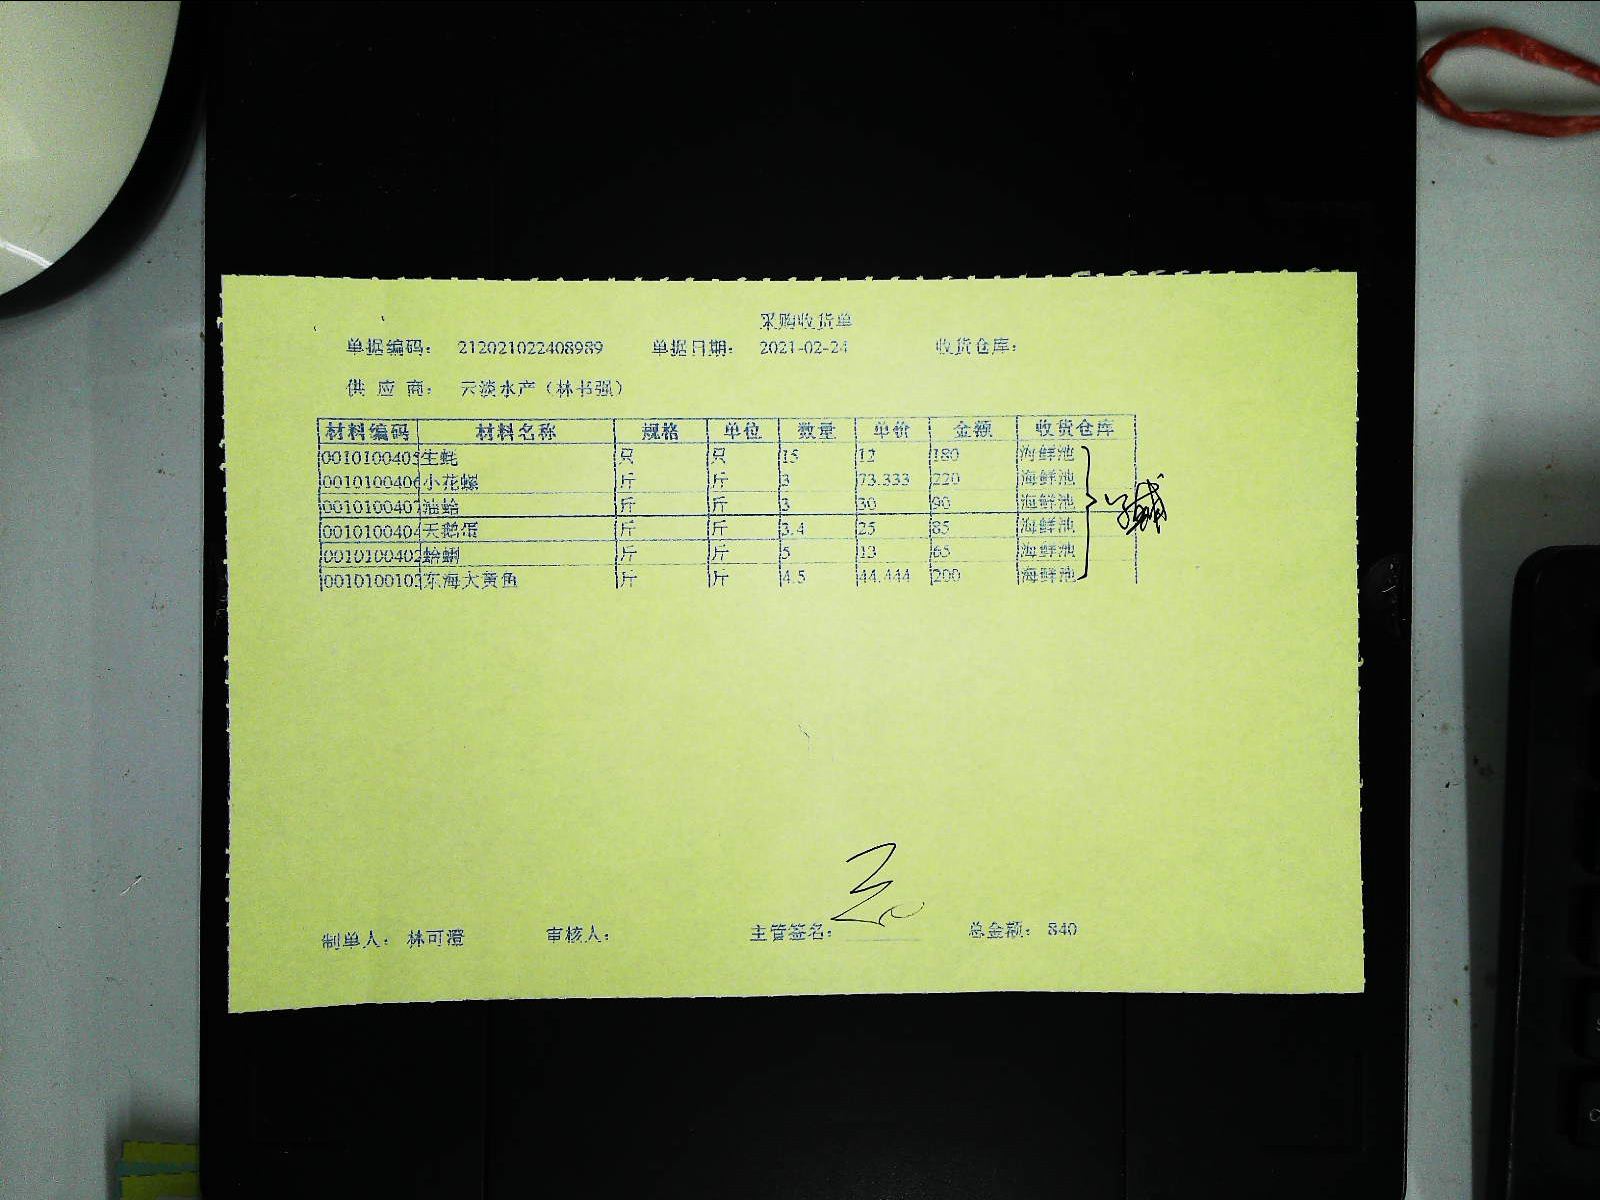 采购收货单
单据编码: 212021022408989 单据日期: 2021-02-24 收货仓库:
供 应 商: 云淡水产(林书强)
材料编码 材料名称 规格 单位 数量 单价 金额 收货仓库
0010100405 生蚝 只 只 15 12 180 海鲜池
0010100406 小花螺 斤 斤 3 73.333 220 海鲜池
0010100407 油蛤 斤 斤 3 30 90 海鲜池
0010100404 天鹅蛋 斤 斤 3.4 25 85 海鲜池
0010100402 蛤蜊 斤 斤 5 13 65 海鲜池
001010010 东海大黄鱼 斤 斤 4.5 44.444 200 海鲜池
制单人: 林可澄 审核人: 主管签名: 总金额: 840